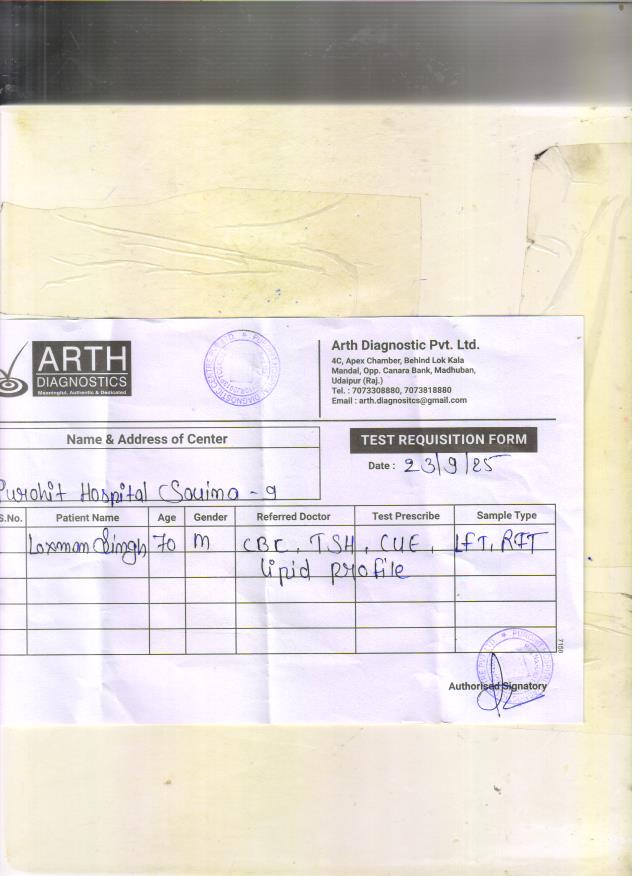 ARTH
DIAGNOSTICS
Meaningful, Authentic & Dedicated
Arth Diagnostic Pvt. Ltd.
4C, Apex Chamber, Behind Lok Kala
Mandal, Opp. Canara Bank, Madhuban,
Udaipur (Raj.)
Tel. : 7073308880, 7073818880
Email : arth.diagnositcs@gmail.com
Name & Address of Center
TEST REQUISITION FORM
Date : 23/9/25
Purohit Hospital Savina - 9
S.No. Patient Name Age Gender Referred Doctor Test Prescribe Sample Type
Laxman Singh 70 M CBC, TSH, CUE, LFT, RFT
lipid profile
7158
Authorised Signatory